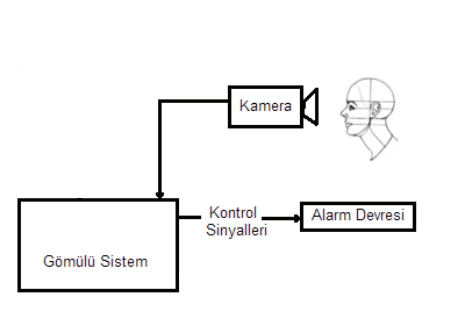 Kamera
Kontrol
Sinyalleri
Alarm Devresi
Gömülü Sistem